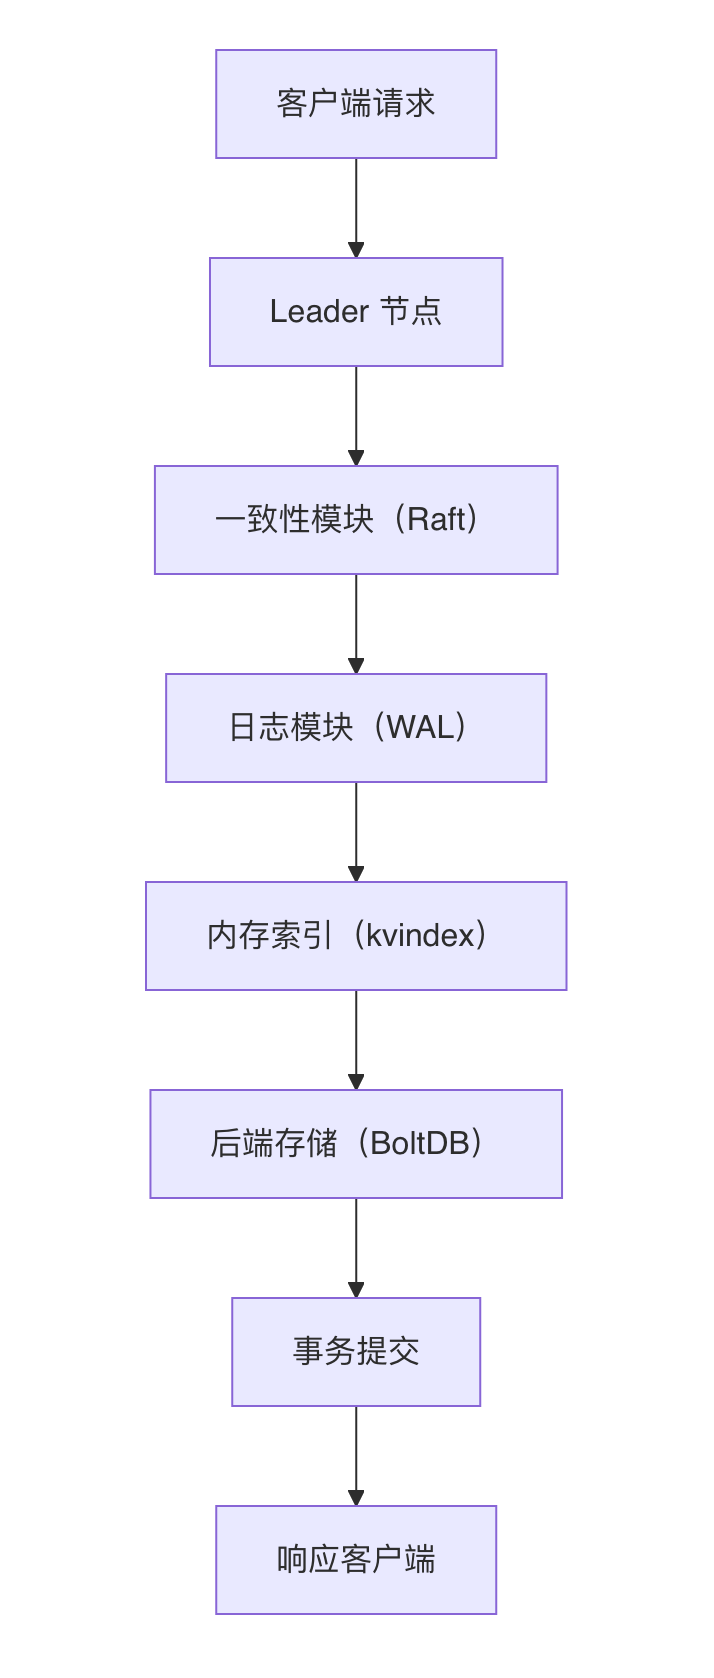 客户端请求
Leader 节点
一致性模块（Raft）
日志模块（WAL）
内存索引（kvindex）
后端存储（BoltDB）
事务提交
响应客户端